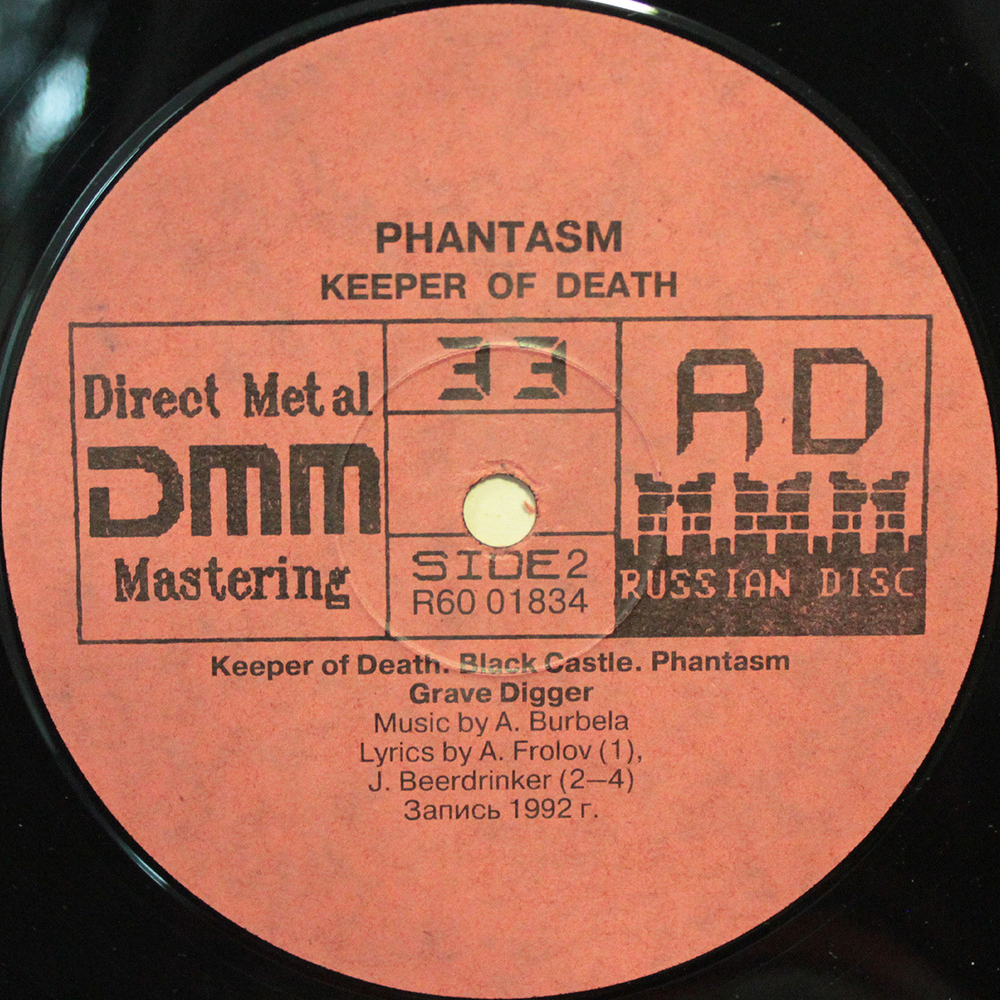 PHANTASM
KEEPER OF DEATH
Direct Metal
DMM
Mastering
33
SIDE2
R60 01834
RD
RUSSIAN DISC
Keeper of Death. Black Castle. Phantasm
Grave Digger
Music by A. Burbela
Lyrics by A. Frolov (1),
J. Beerdrinker (2—4)
Запись 1992 г.